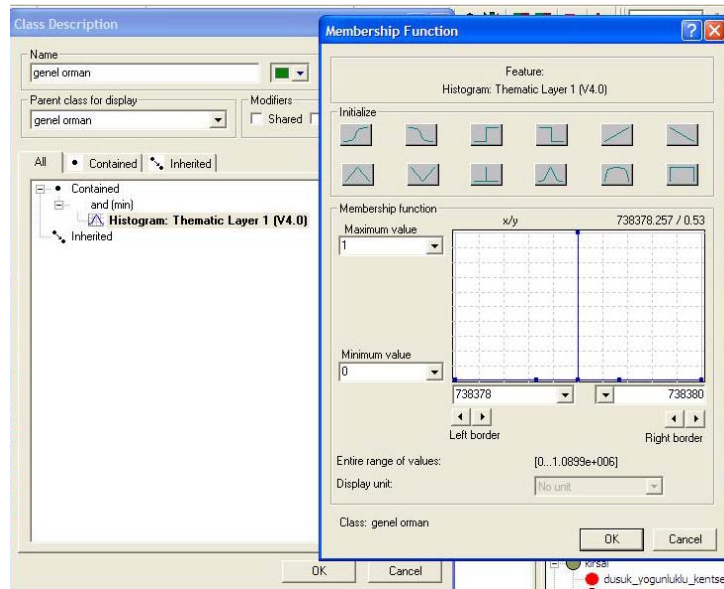 Class Description
Name
genel orman
Parent class for display
genel orman
Modifiers
Shared
All
Contained
Inherited
Contained
and (min)
Histogram: Thematic Layer 1 (V4.0)
Inherited
OK
Cancel
Membership Function
Feature:
Histogram: Thematic Layer 1 (V4.0)
Initialize
Membership function
Maximum value
x/y
738378.257 / 0.53
1
Minimum value
0
738378
738380
Left border
Right border
Entire range of values:
[0...1.0899e+006]
Display unit:
No unit
Class: genel orman
OK
Cancel
kirsal
dusuk_yogunluklu_kentse